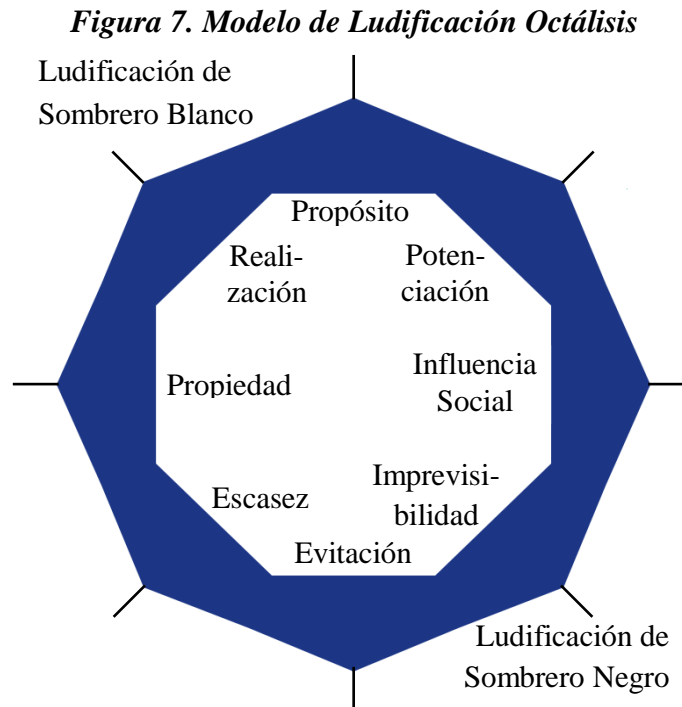 Figura 7. Modelo de Ludificación Octálisis
Ludificación de
Sombrero Blanco
Propósito
Reali-
zación
Poten-
ciación
Propiedad
Influencia
Social
Escasez
Imprevisi-
bilidad
Evitación
Ludificación de
Sombrero Negro